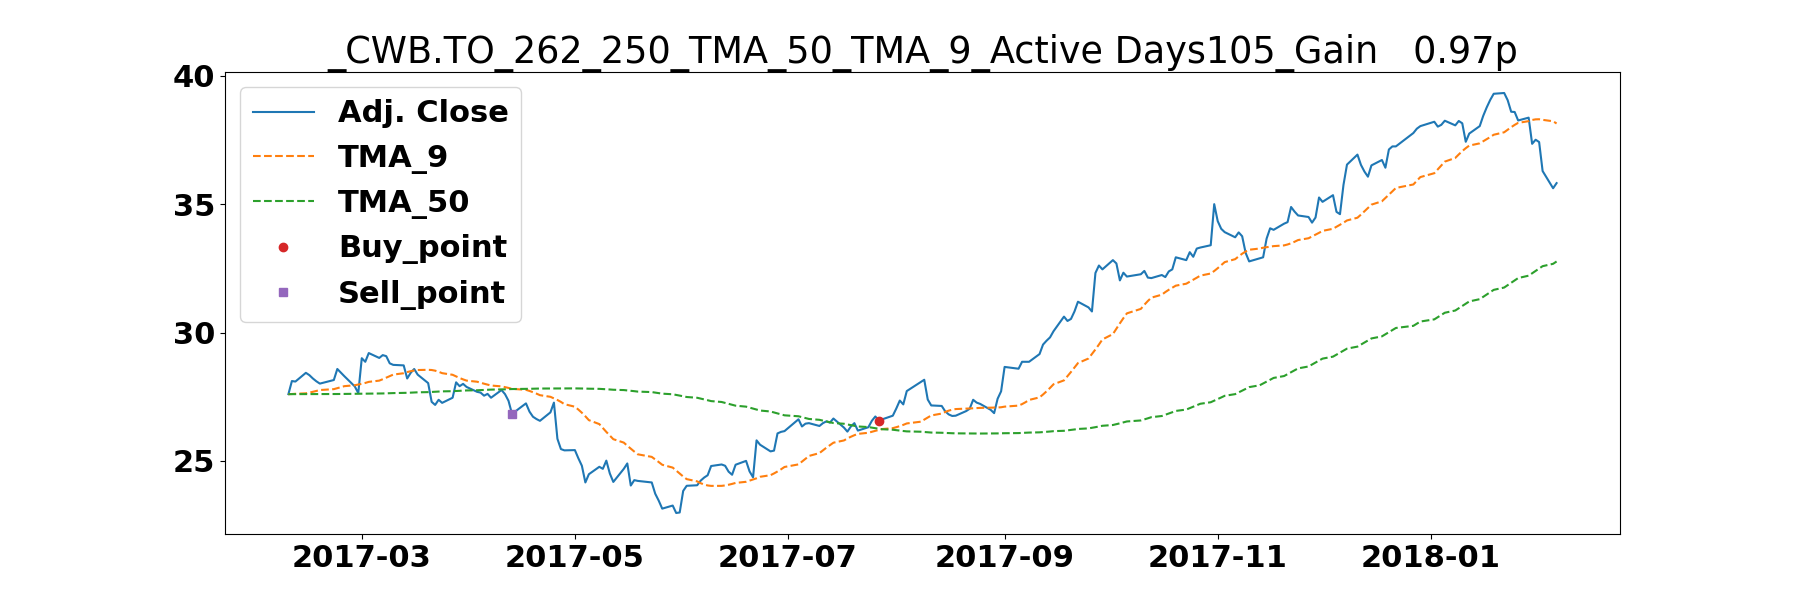 _CWB.TO_262_250_TMA_50_TMA_9_Active Days105_Gain   0.97p
40
35
30
25
Adj. Close
TMA_9
TMA_50
Buy_point
Sell_point
2017-03 2017-05 2017-07 2017-09 2017-11 2018-01